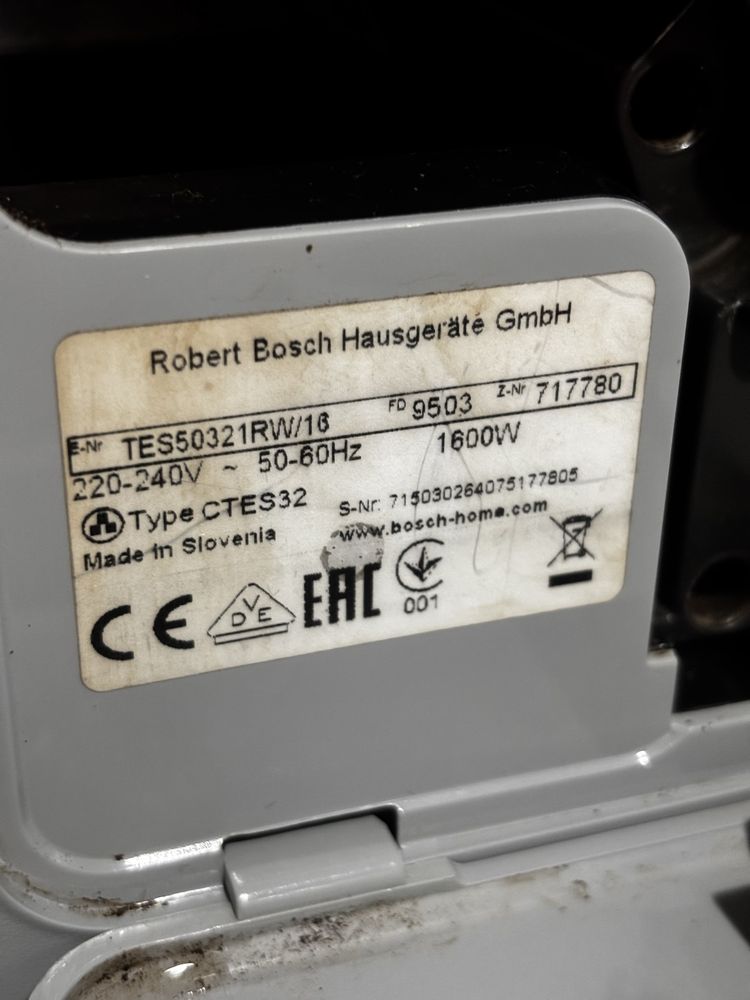 Robert Bosch Hausgeräte GmbH
E-Nr TES50321RW/16 FD 9503 Z-Nr 717780
220-240V ~ 50-60Hz 1600W
Type CTES32 S-Nr: 715030264075177805
Made in Slovenia www.bosch-home.com
CE DVE EAC 001